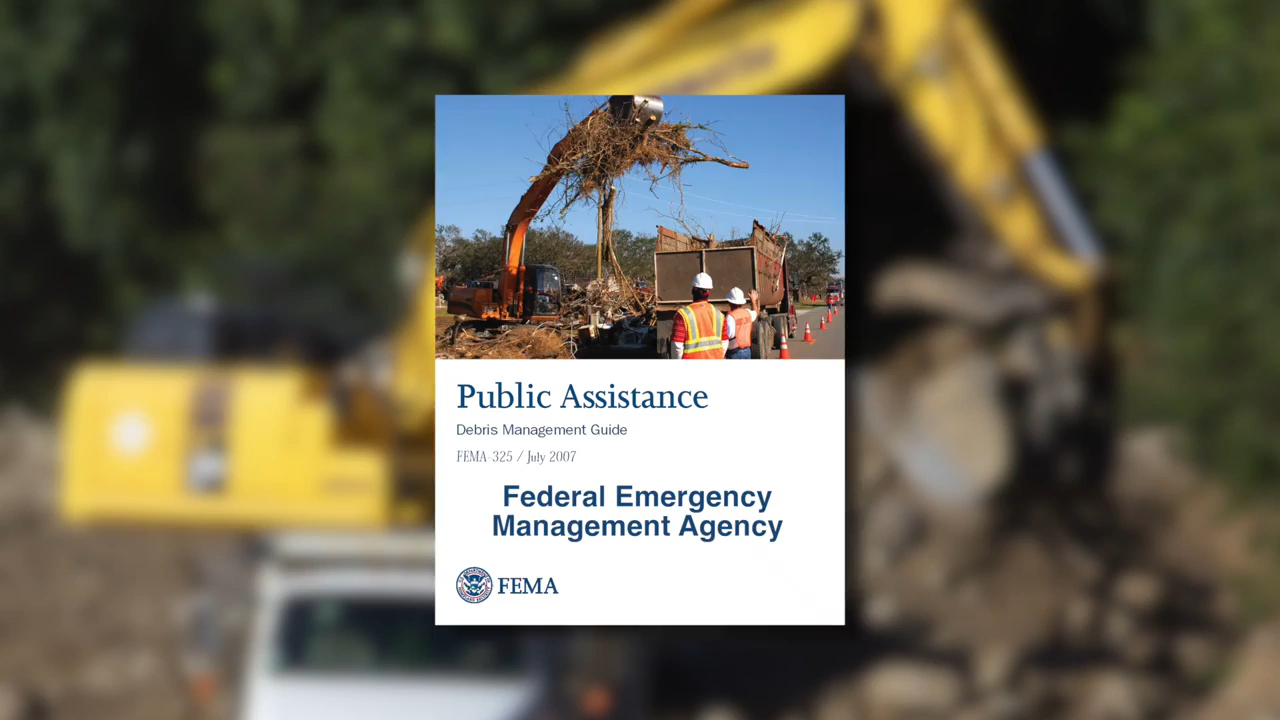 Public Assistance
Debris Management Guide
FEMA-325 / July 2007
Federal Emergency
Management Agency
FEMA